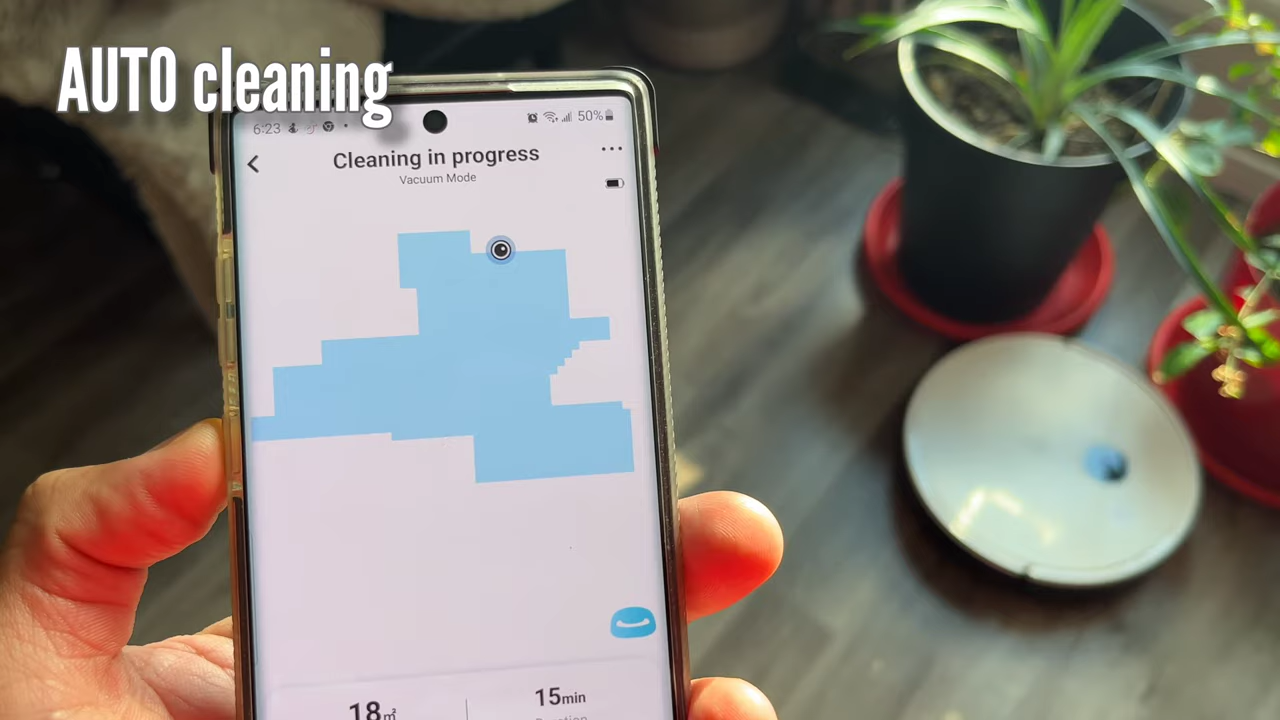 AUTO cleaning
6:23
50%
Cleaning in progress
Vacuum Mode
18㎡
15min